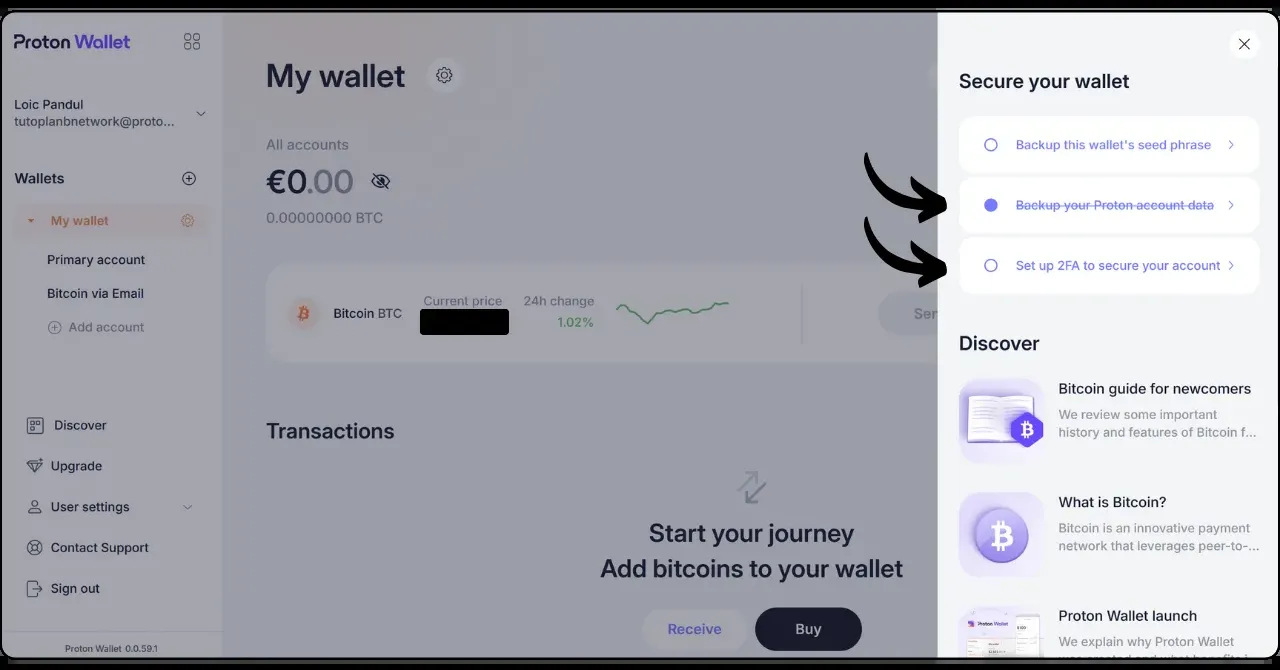 Proton Wallet
Loic Pandul
tutoplanbnetwork@proto...
Wallets
My wallet
Primary account
Bitcoin via Email
Add account
Discover
Upgrade
User settings
Contact Support
Sign out
Proton Wallet 0.0.59.1
My wallet
All accounts
€0.00
0.00000000 BTC
Bitcoin BTC
Current price
24h change
1.02%
Sen
Transactions
Start your journey
Add bitcoins to your wallet
Receive
Buy
Secure your wallet
Backup this wallet's seed phrase
Backup your Proton account data
Set up 2FA to secure your account
Discover
Bitcoin guide for newcomers
We review some important
history and features of Bitcoin f...
What is Bitcoin?
Bitcoin is an innovative payment
network that leverages peer-to-...
Proton Wallet
Proton Wallet launch
We explain why Proton Wallet